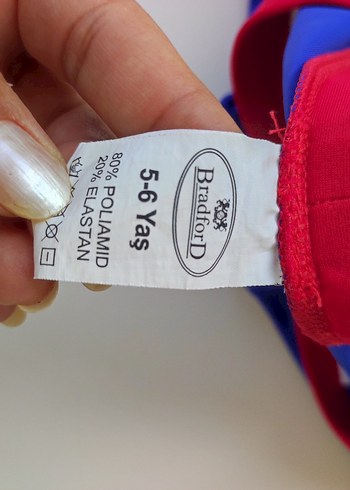 BradforD
5-6 Yaş
80% POLIAMID
20% ELASTAN